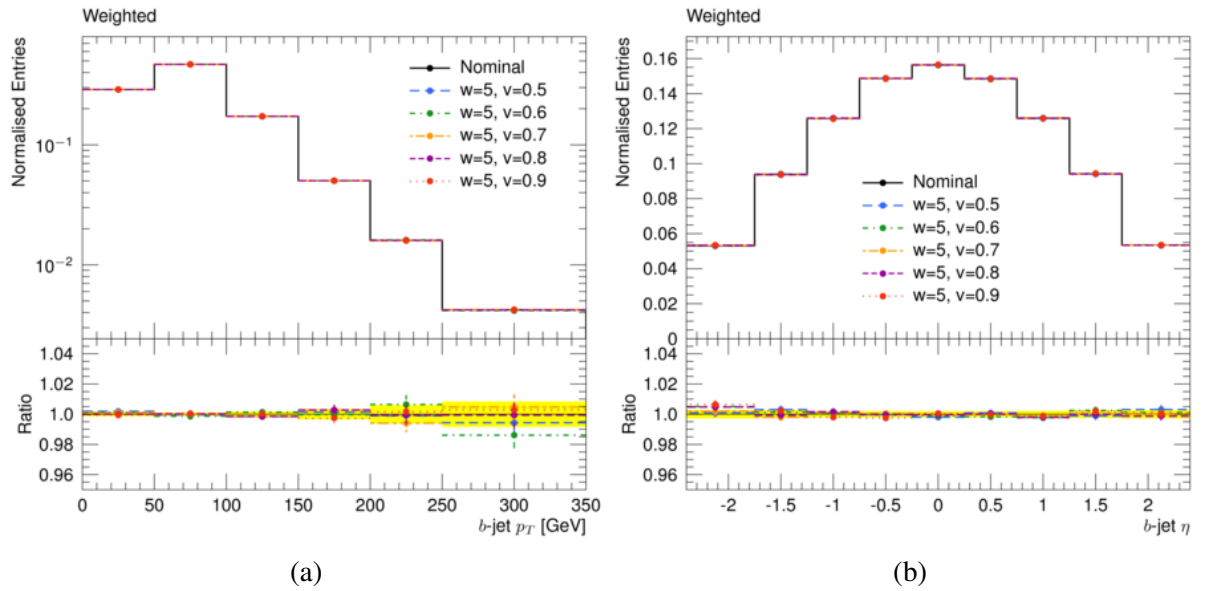 Weighted
Normalised Entries
10⁻¹
10⁻²
Nominal
w=5, v=0.5
w=5, v=0.6
w=5, v=0.7
w=5, v=0.8
w=5, v=0.9
Ratio
1.04
1.02
1.0
0.98
0.96
0 50 100 150 200 250 300 350
b-jet pT [GeV]
(a)
Weighted
Normalised Entries
0.16
0.14
0.12
0.1
0.08
0.06
0.04
0.02
0
Nominal
w=5, v=0.5
w=5, v=0.6
w=5, v=0.7
w=5, v=0.8
w=5, v=0.9
Ratio
1.04
1.02
1.0
0.98
0.96
-2 -1.5 -1 -0.5 0 0.5 1 1.5 2
b-jet η
(b)